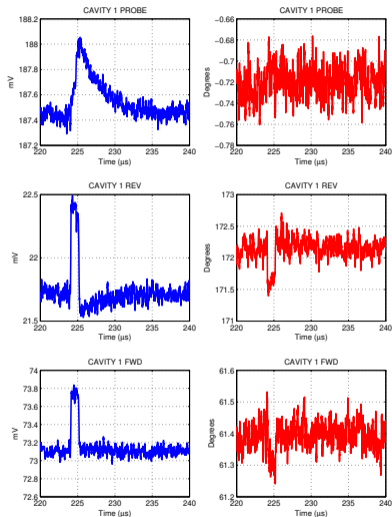 CAVITY 1 PROBE
188.2
188
187.8
187.6
187.4
187.2
mV
220 225 230 235 240
Time (µs)
CAVITY 1 PROBE
−0.66
−0.68
−0.7
−0.72
−0.74
−0.76
−0.78
Degrees
220 225 230 235 240
Time (µs)
CAVITY 1 REV
22.5
22
21.5
mV
220 225 230 235 240
Time (µs)
CAVITY 1 REV
173
172.5
172
171.5
171
Degrees
220 225 230 235 240
Time (µs)
CAVITY 1 FWD
74
73.8
73.6
73.4
73.2
73
72.8
72.6
mV
220 225 230 235 240
Time (µs)
CAVITY 1 FWD
61.6
61.5
61.4
61.3
61.2
Degrees
220 225 230 235 240
Time (µs)